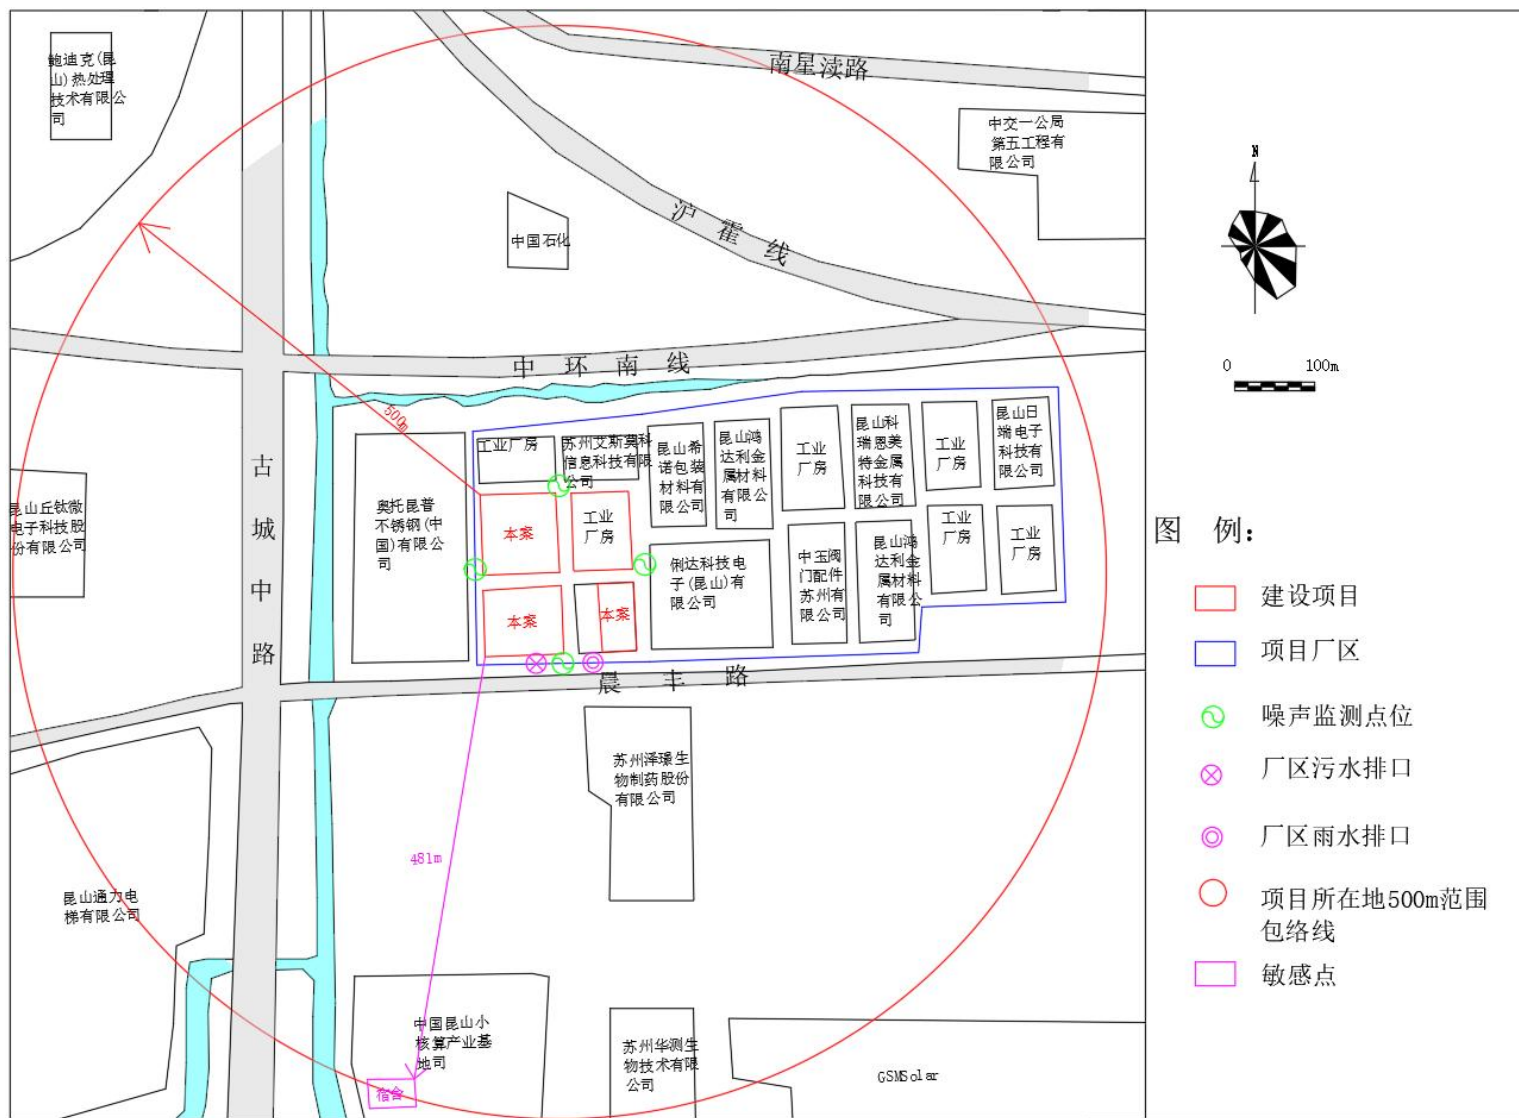 鲍迪克(昆
山)热处理
技术有限公
司
南星渎路
中交一公局
第五工程有
限公司
沪霍线
中国石化
N
0
100m
中环南线
500m
古城中路
昆山丘钛微
电子科技股
份有限公司
奥托昆普
不锈钢(中
国)有限公
司
工业厂房
苏州艾斯莫科
信息科技有限
公司
昆山希
诺包装
材料有
限公司
昆山鸿
达利金
属材料
有限公
司
工业
厂房
昆山科
瑞恩美
特金属
科技有
限公司
工业
厂房
昆山日
端电子
科技有
限公司
本案
工业
厂房
俐达科技电
子(昆山)有
限公司
中玉阀
门配件
苏州有
限公司
昆山鸿
达利金
属材料
有限公
司
工业
厂房
工业
厂房
本案
本案
晨丰路
苏州泽璟生
物制药股份
有限公司
481m
昆山通力电
梯有限公司
中国昆山小
核算产业基
地司
宿舍
苏州华测生
物技术有限
公司
GSMSolar
图 例：
建设项目
项目厂区
噪声监测点位
厂区污水排口
厂区雨水排口
项目所在地500m范围
包络线
敏感点